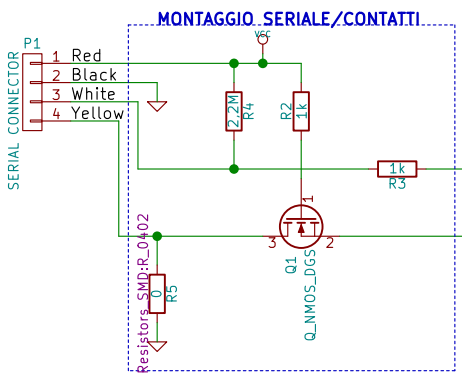 MONTAGGIO SERIALE/CONTATTI
P1
vcc
1 Red
2 Black
3 White
4 Yellow
SERIAL CONNECTOR
2.2M
R4
R2
1k
1k
R3
1
3
2
Q1
Q_NMOS_DGS
Resistors_SMD:R_0402
0
R5